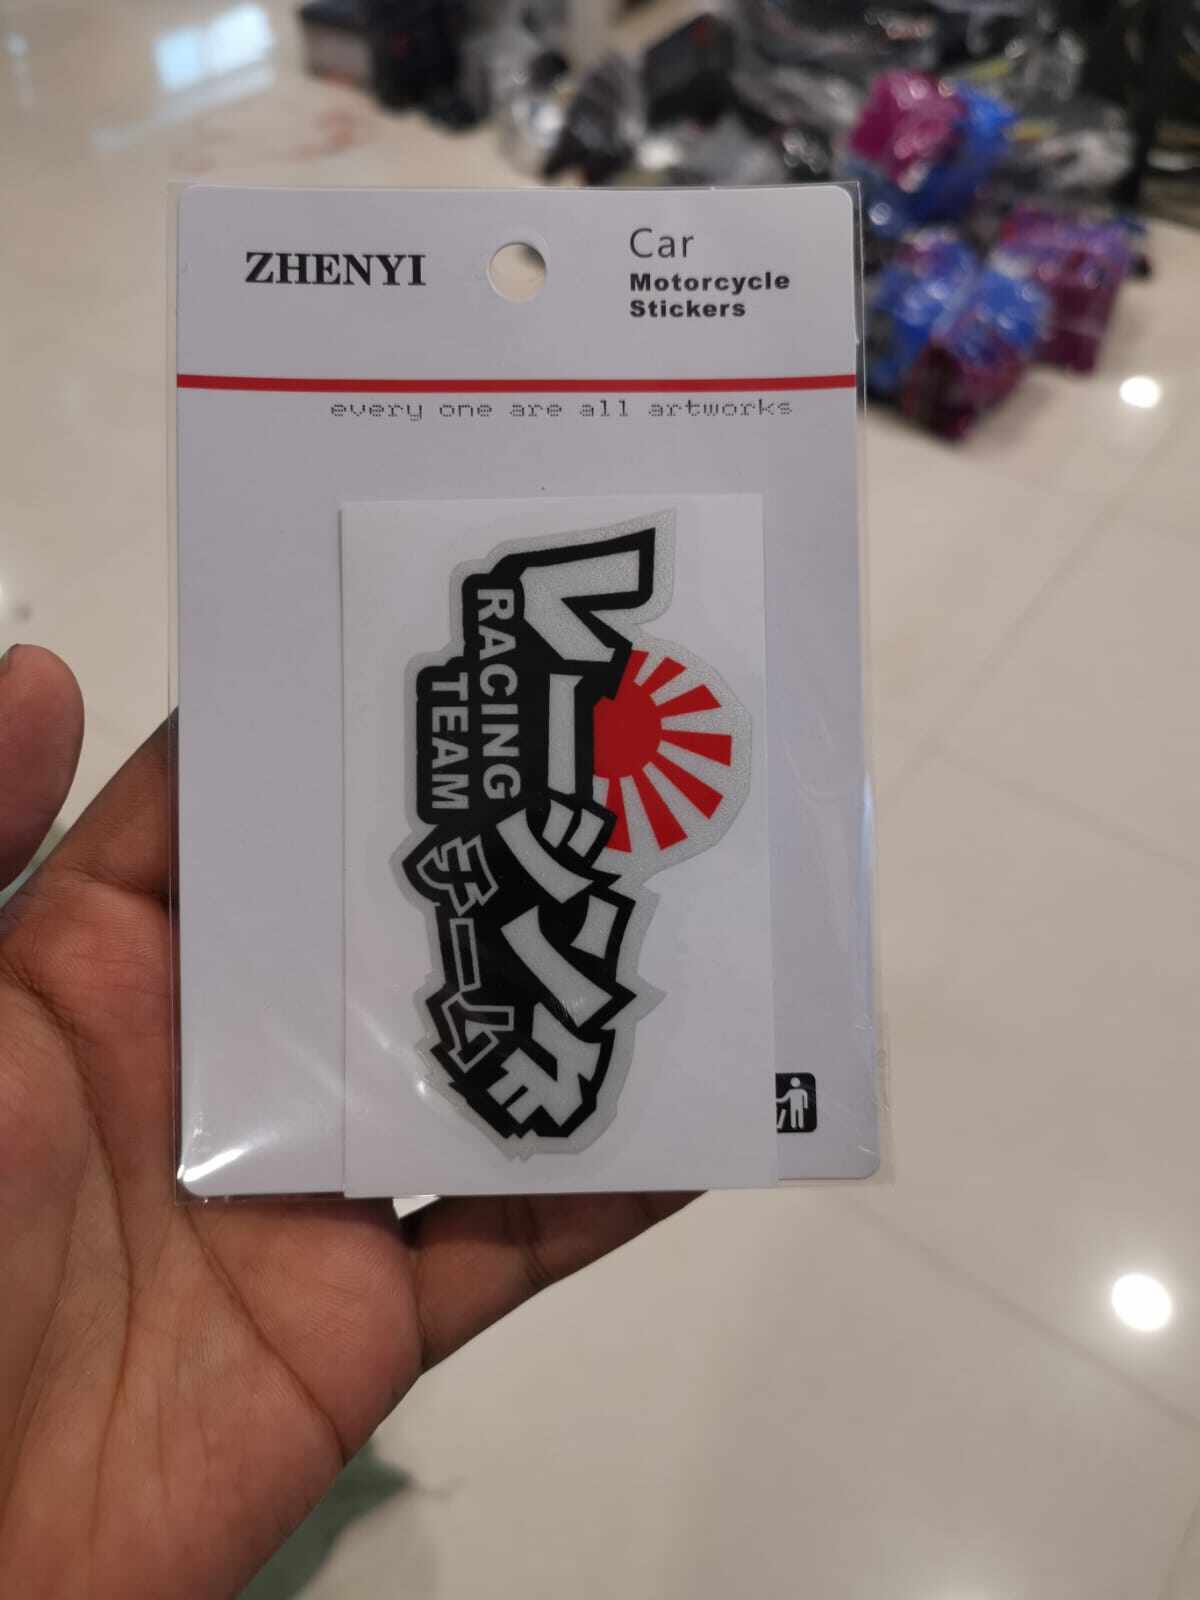 ZHENYI
Car
Motorcycle
Stickers
every one are all artworks
レーシング
RACING
TEAM
チーム